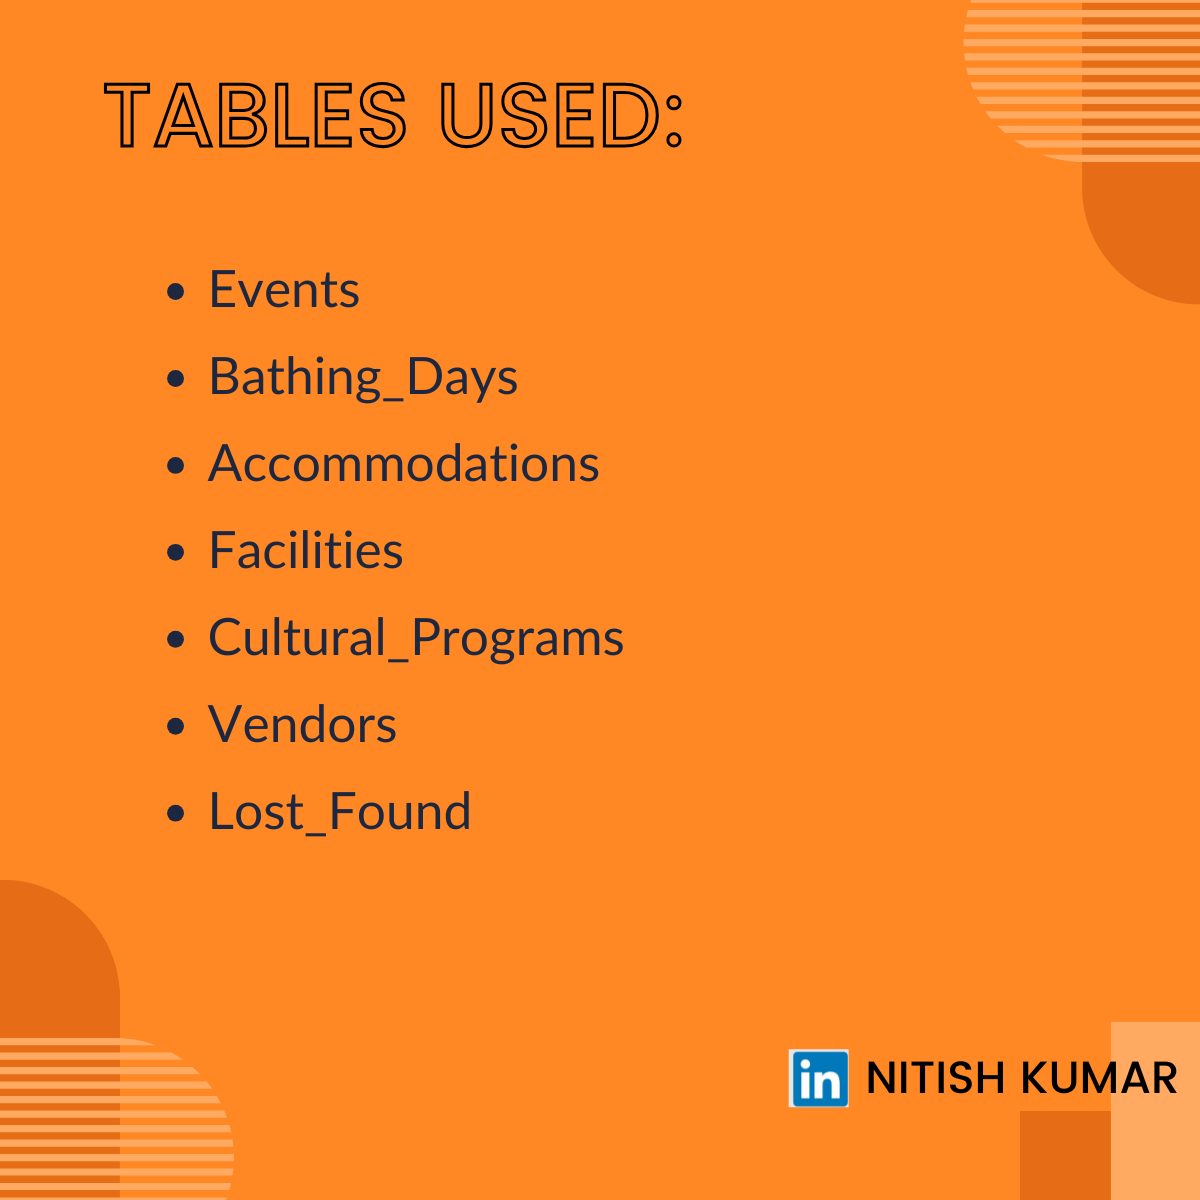 TABLES USED:
Events
Bathing_Days
Accommodations
Facilities
Cultural_Programs
Vendors
Lost_Found
in NITISH KUMAR